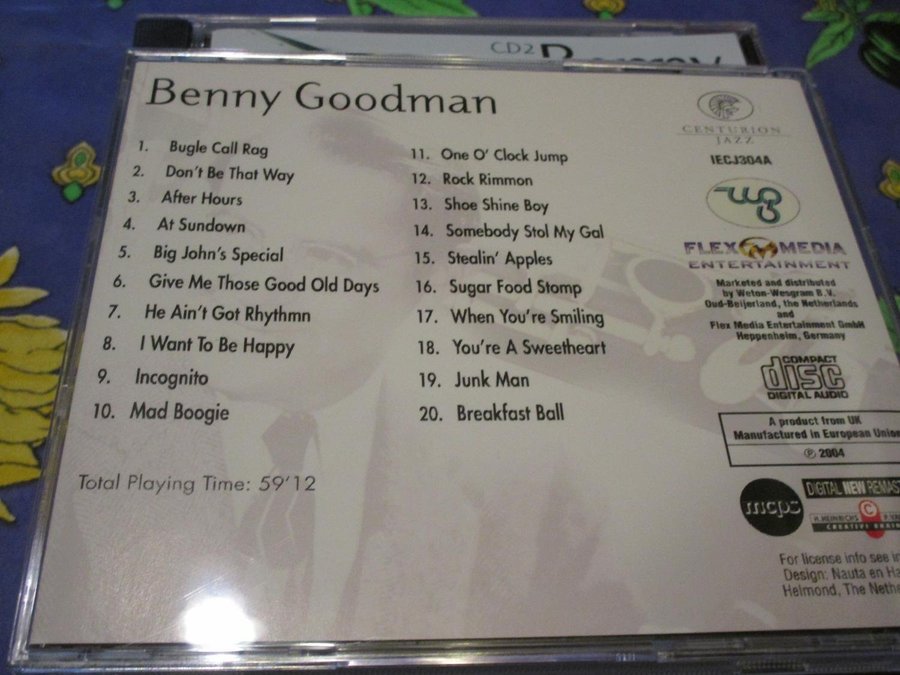 CD2
Benny Goodman
1. Bugle Call Rag
2. Don't Be That Way
3. After Hours
4. At Sundown
5. Big John's Special
6. Give Me Those Good Old Days
7. He Ain't Got Rhythmn
8. I Want To Be Happy
9. Incognito
10. Mad Boogie
Total Playing Time: 59'12
11. One O' Clock Jump
12. Rock Rimmon
13. Shoe Shine Boy
14. Somebody Stol My Gal
15. Stealin' Apples
16. Sugar Food Stomp
17. When You're Smiling
18. You're A Sweetheart
19. Junk Man
20. Breakfast Ball
CENTURION
JAZZ
IECJ304A
FLEX MEDIA
ENTERTAINMENT
Marketed and distributed
by Weton-Wesgram B.V.
Oud-Beijerland, the Netherlands
and
Flex Media Entertainment GmbH
Heppenheim, Germany
COMPACT
disc
DIGITAL AUDIO
A product from UK
Manufactured in European Union
℗ 2004
mcps
DIGITAL NEW REMAST
H. HEINRICHS
CREATIVE
For license info see in
Design: Nauta en Ha
Helmond, The Nethe